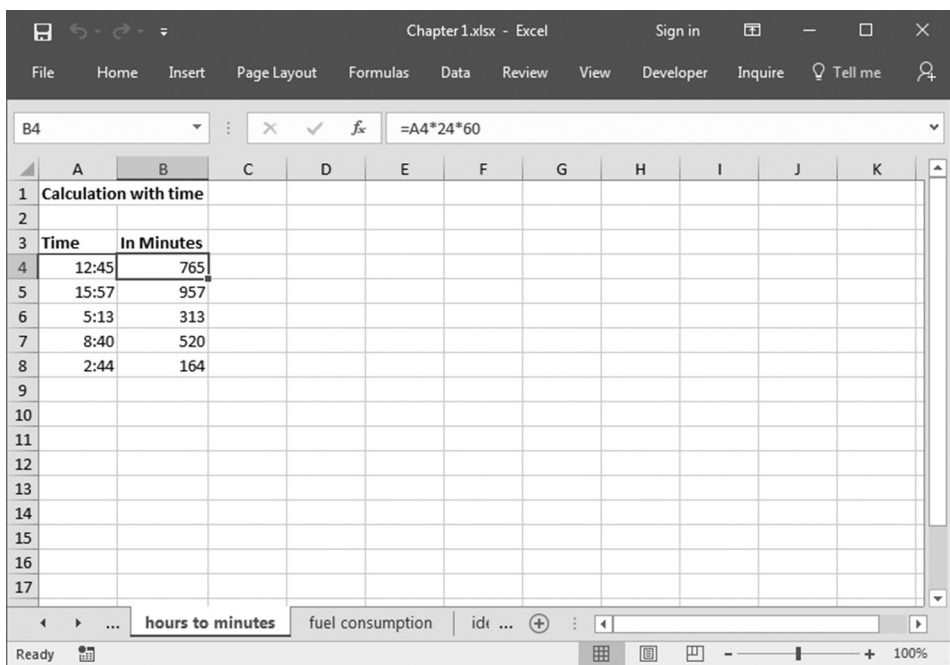 Chapter 1.xlsx - Excel Sign in
File Home Insert Page Layout Formulas Data Review View Developer Inquire Tell me
B4 fx =A4*24*60
A B C D E F G H I J K
1 Calculation with time
2
3 Time In Minutes
4 12:45 765
5 15:57 957
6 5:13 313
7 8:40 520
8 2:44 164
9
10
11
12
13
14
15
16
17
... hours to minutes fuel consumption ide ...
Ready 100%